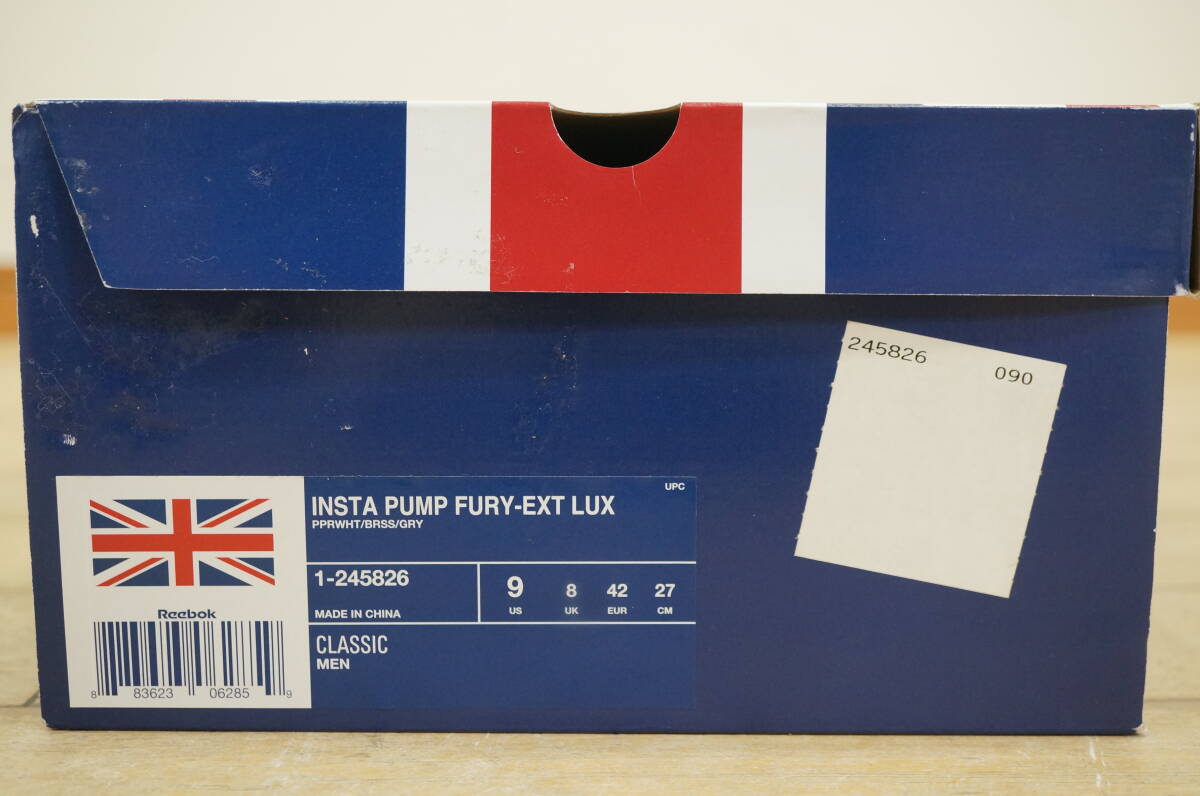 245826 090
UPC
INSTA PUMP FURY-EXT LUX
PPRWHT/BRSS/GRY
1-245826
MADE IN CHINA
9 8 42 27
US UK EUR CM
CLASSIC
MEN
Reebok
8 83623 06285 9